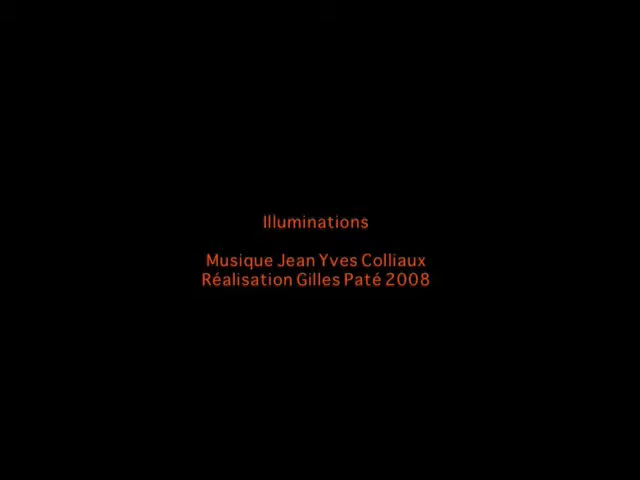 Illuminations
Musique Jean Yves Colliaux
Réalisation Gilles Paté 2008